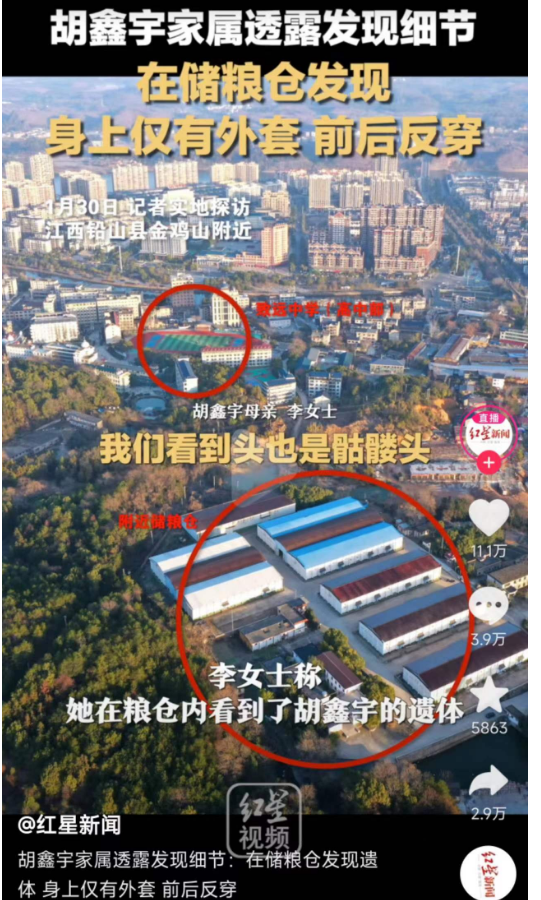 胡鑫宇家属透露发现细节
在储粮仓发现
身上仅有外套 前后反穿
1月30日 记者实地探访
江西铅山县金鸡山附近
致远中学(高中部)
胡鑫宇母亲 李女士
我们看到头也是骷髅头
直播
红星新闻
附近储粮仓
11.1万
3.9万
李女士称
她在粮仓内看到了胡鑫宇的遗体
5863
2.9万
红星
视频
@红星新闻
胡鑫宇家属透露发现细节:在储粮仓发现遗
体 身上仅有外套 前后反穿
红星新闻